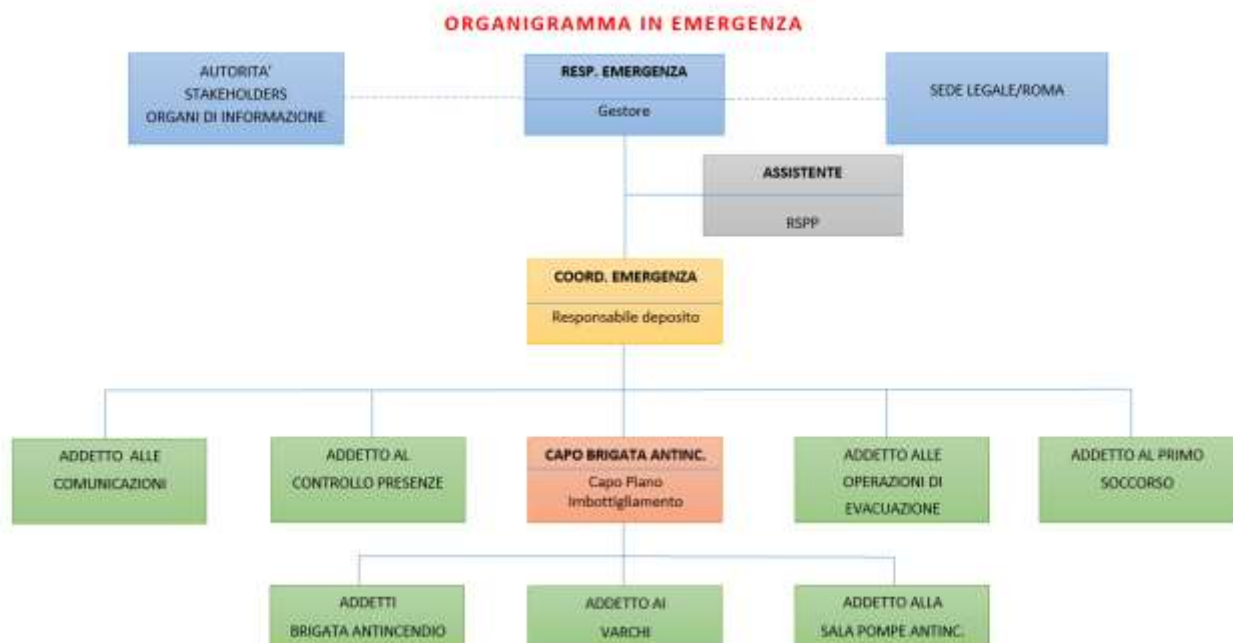 ORGANIGRAMMA IN EMERGENZA
AUTORITA'
STAKEHOLDERS
ORGANI DI INFORMAZIONE
RESP. EMERGENZA
Gestore
SEDE LEGALE/ROMA
ASSISTENTE
RSPP
COORD. EMERGENZA
Responsabile deposito
ADDETTO ALLE
COMUNICAZIONI
ADDETTO AL
CONTROLLO PRESENZE
CAPO BRIGATA ANTINC.
Capo Piano
Imbottigliamento
ADDETTO ALLE
OPERAZIONI DI
EVACUAZIONE
ADDETTO AL PRIMO
SOCCORSO
ADDETTI
BRIGATA ANTINCENDIO
ADDETTO AI
VARCHI
ADDETTO ALLA
SALA POMPE ANTINC.